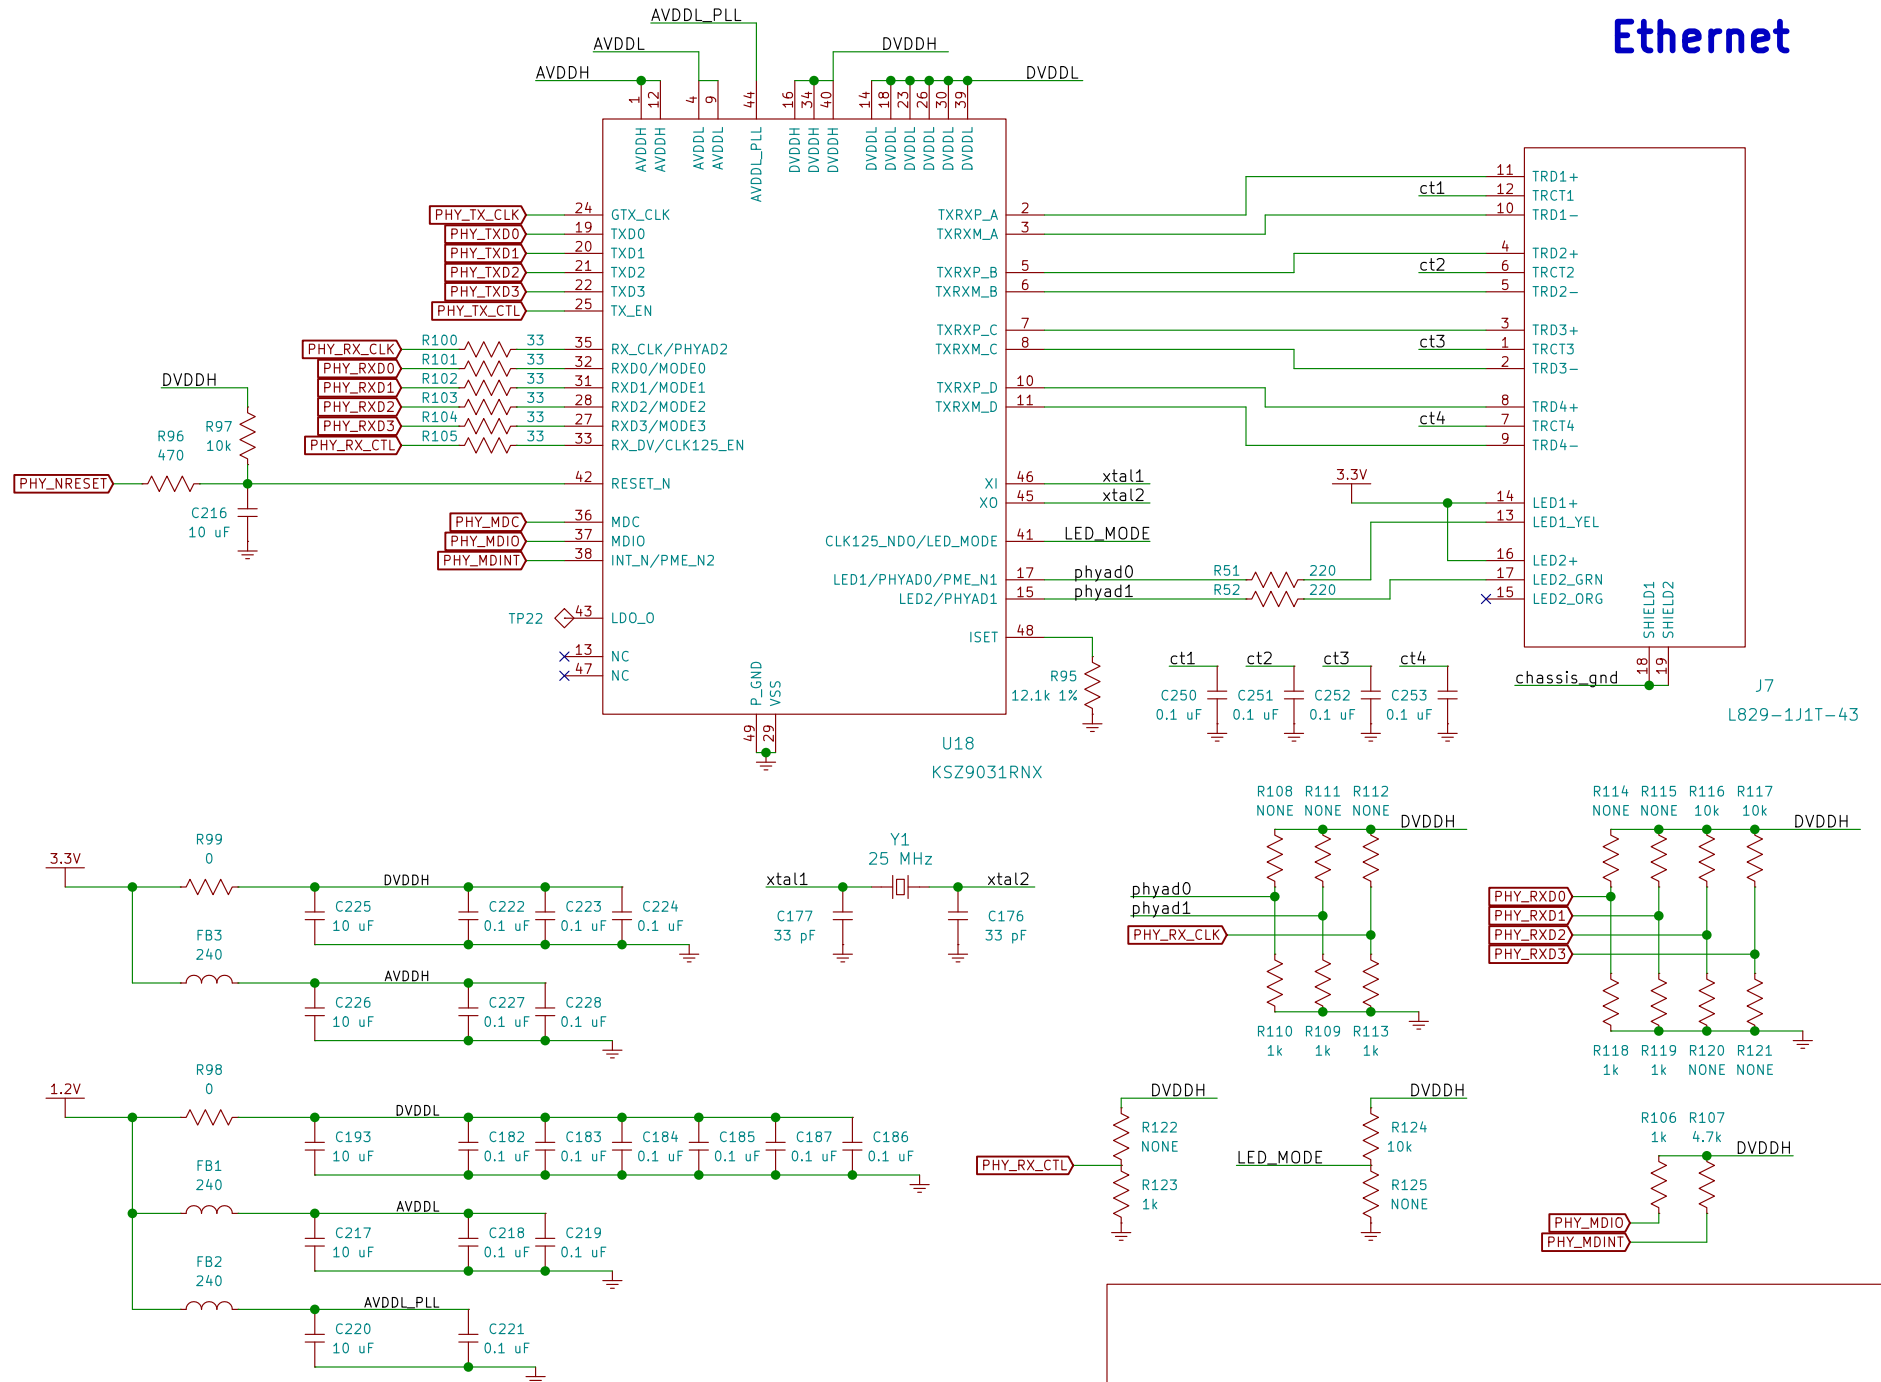 Ethernet
AVDDL_PLL
AVDDL
DVDDH
AVDDH
DVDDL
1
12
4
9
44
16
34
40
14
18
23
26
30
39
AVDDH
AVDDH
AVDDL
AVDDL
AVDDL_PLL
DVDDH
DVDDH
DVDDH
DVDDL
DVDDL
DVDDL
DVDDL
DVDDL
DVDDL
PHY_TX_CLK 24 GTX_CLK
PHY_TXD0 19 TXD0
PHY_TXD1 20 TXD1
PHY_TXD2 21 TXD2
PHY_TXD3 22 TXD3
PHY_TX_CTL 25 TX_EN
PHY_RX_CLK R100 33 35 RX_CLK/PHYAD2
PHY_RXD0 R101 33 32 RXD0/MODE0
PHY_RXD1 R102 33 31 RXD1/MODE1
PHY_RXD2 R103 33 28 RXD2/MODE2
PHY_RXD3 R104 33 27 RXD3/MODE3
PHY_RX_CTL R105 33 33 RX_DV/CLK125_EN
DVDDH
R97
10k
R96
470
PHY_NRESET 42 RESET_N
C216
10 uF
PHY_MDC 36 MDC
PHY_MDIO 37 MDIO
PHY_MDINT 38 INT_N/PME_N2
TP22 43 LDO_O
13 NC
47 NC
P_GND
VSS
49
29
TXRXP_A 2
TXRXM_A 3
TXRXP_B 5
TXRXM_B 6
TXRXP_C 7
TXRXM_C 8
TXRXP_D 10
TXRXM_D 11
XI 46 xtal1
XO 45 xtal2
CLK125_NDO/LED_MODE 41 LED_MODE
LED1/PHYAD0/PME_N1 17 phyad0 R51 220
LED2/PHYAD1 15 phyad1 R52 220
ISET 48
R95
12.1k 1%
U18
KSZ9031RNX
11 TRD1+
ct1 12 TRCT1
10 TRD1-
4 TRD2+
ct2 6 TRCT2
5 TRD2-
3 TRD3+
ct3 1 TRCT3
2 TRD3-
8 TRD4+
ct4 7 TRCT4
9 TRD4-
3.3V
14 LED1+
13 LED1_YEL
16 LED2+
17 LED2_GRN
15 LED2_ORG
SHIELD1
SHIELD2
18
19
chassis_gnd
J7
L829-1J1T-43
ct1 ct2 ct3 ct4
C250 C251 C252 C253
0.1 uF 0.1 uF 0.1 uF 0.1 uF
3.3V
R99
0
DVDDH
C225 C222 C223 C224
10 uF 0.1 uF 0.1 uF 0.1 uF
FB3
240
AVDDH
C226 C227 C228
10 uF 0.1 uF 0.1 uF
1.2V
R98
0
DVDDL
C193 C182 C183 C184 C185 C187 C186
10 uF 0.1 uF 0.1 uF 0.1 uF 0.1 uF 0.1 uF 0.1 uF
FB1
240
AVDDL
C217 C218 C219
10 uF 0.1 uF 0.1 uF
FB2
240
AVDDL_PLL
C220 C221
10 uF 0.1 uF
Y1
25 MHz
xtal1 xtal2
C177 C176
33 pF 33 pF
R108 R111 R112
NONE NONE NONE
DVDDH
phyad0
phyad1
PHY_RX_CLK
R110 R109 R113
1k 1k 1k
R114 R115 R116 R117
NONE NONE 10k 10k
DVDDH
PHY_RXD0
PHY_RXD1
PHY_RXD2
PHY_RXD3
R118 R119 R120 R121
1k 1k NONE NONE
DVDDH
R122
NONE
PHY_RX_CTL
R123
1k
DVDDH
R124
10k
LED_MODE
R125
NONE
R106 R107
1k 4.7k
DVDDH
PHY_MDIO
PHY_MDINT